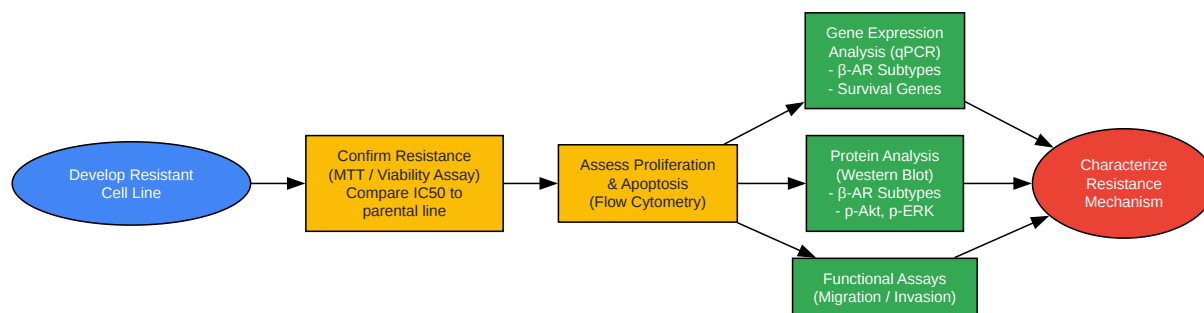 Develop Resistant
Cell Line
Confirm Resistance
(MTT / Viability Assay)
Compare IC50 to
parental line
Assess Proliferation
& Apoptosis
(Flow Cytometry)
Gene Expression
Analysis (qPCR)
- β-AR Subtypes
- Survival Genes
Protein Analysis
(Western Blot)
- β-AR Subtypes
- p-Akt, p-ERK
Functional Assays
(Migration / Invasion)
Characterize
Resistance
Mechanism